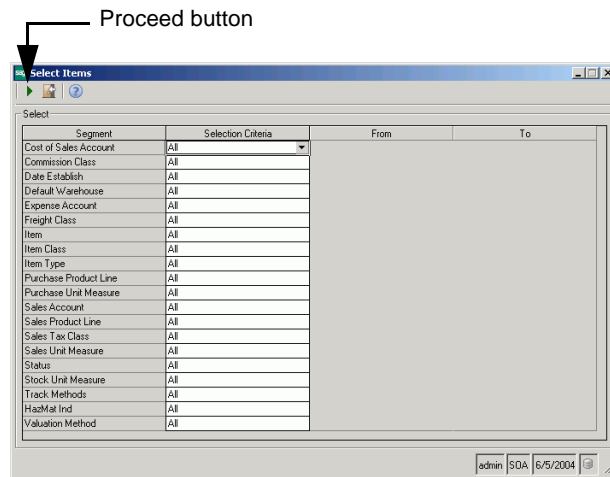 Proceed button
Select Items
Select
Segment Selection Criteria From To
Cost of Sales Account All
Commission Class All
Date Establish All
Default Warehouse All
Expense Account All
Freight Class All
Item All
Item Class All
Item Type All
Purchase Product Line All
Purchase Unit Measure All
Sales Account All
Sales Product Line All
Sales Tax Class All
Sales Unit Measure All
Status All
Stock Unit Measure All
Track Methods All
HazMat Ind All
Valuation Method All
admin SOA 6/5/2004